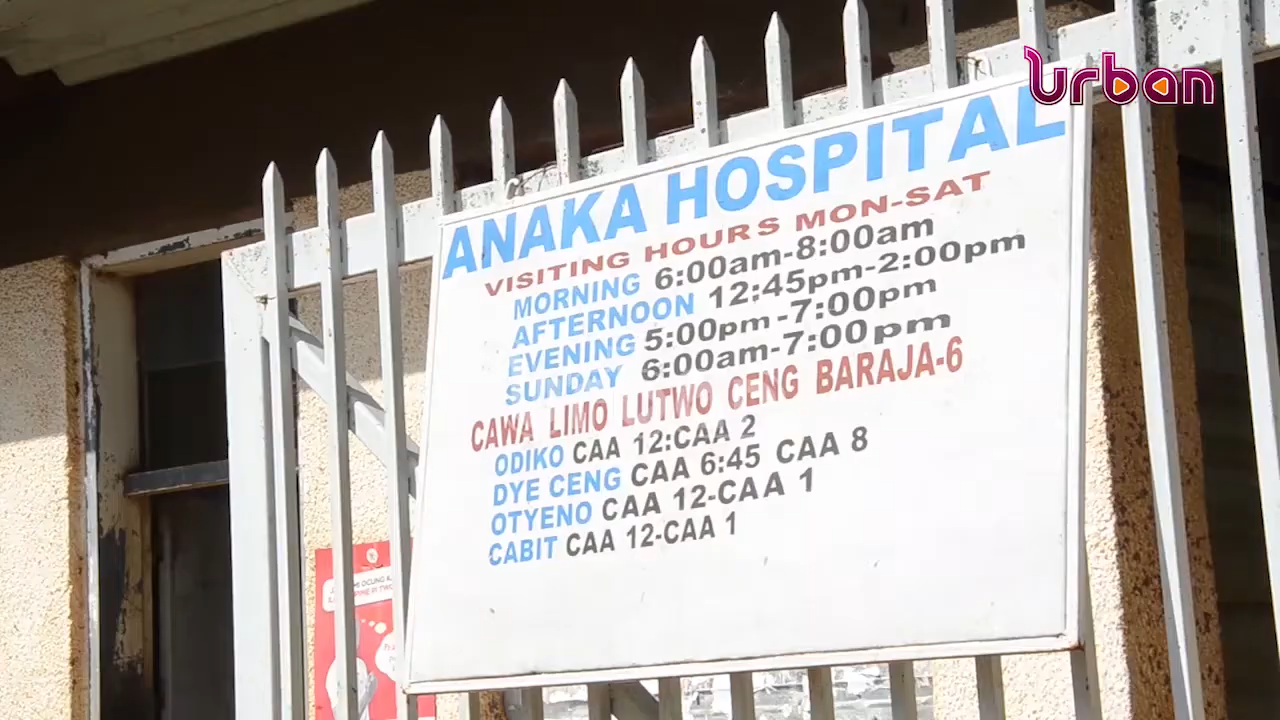 urban
ANAKA HOSPITAL
VISITING HOURS MON-SAT
MORNING 6:00am-8:00am
AFTERNOON 12:45pm-2:00pm
EVENING 5:00pm-7:00pm
SUNDAY 6:00am-7:00pm
CAWA LIMO LUTWO CENG BARAJA-6
ODIKO CAA 12:CAA 2
DYE CENG CAA 6:45 CAA 8
OTYENO CAA 12-CAA 1
CABIT CAA 12-CAA 1